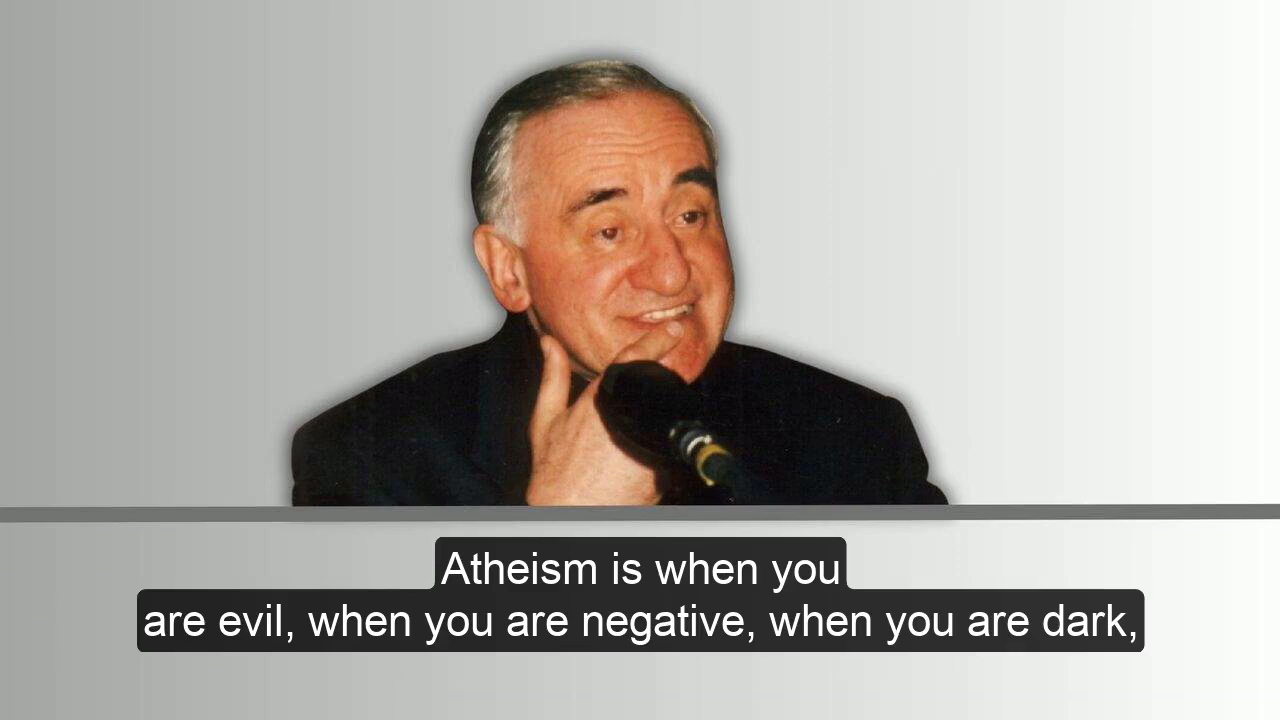 Atheism is when you
are evil, when you are negative, when you are dark,